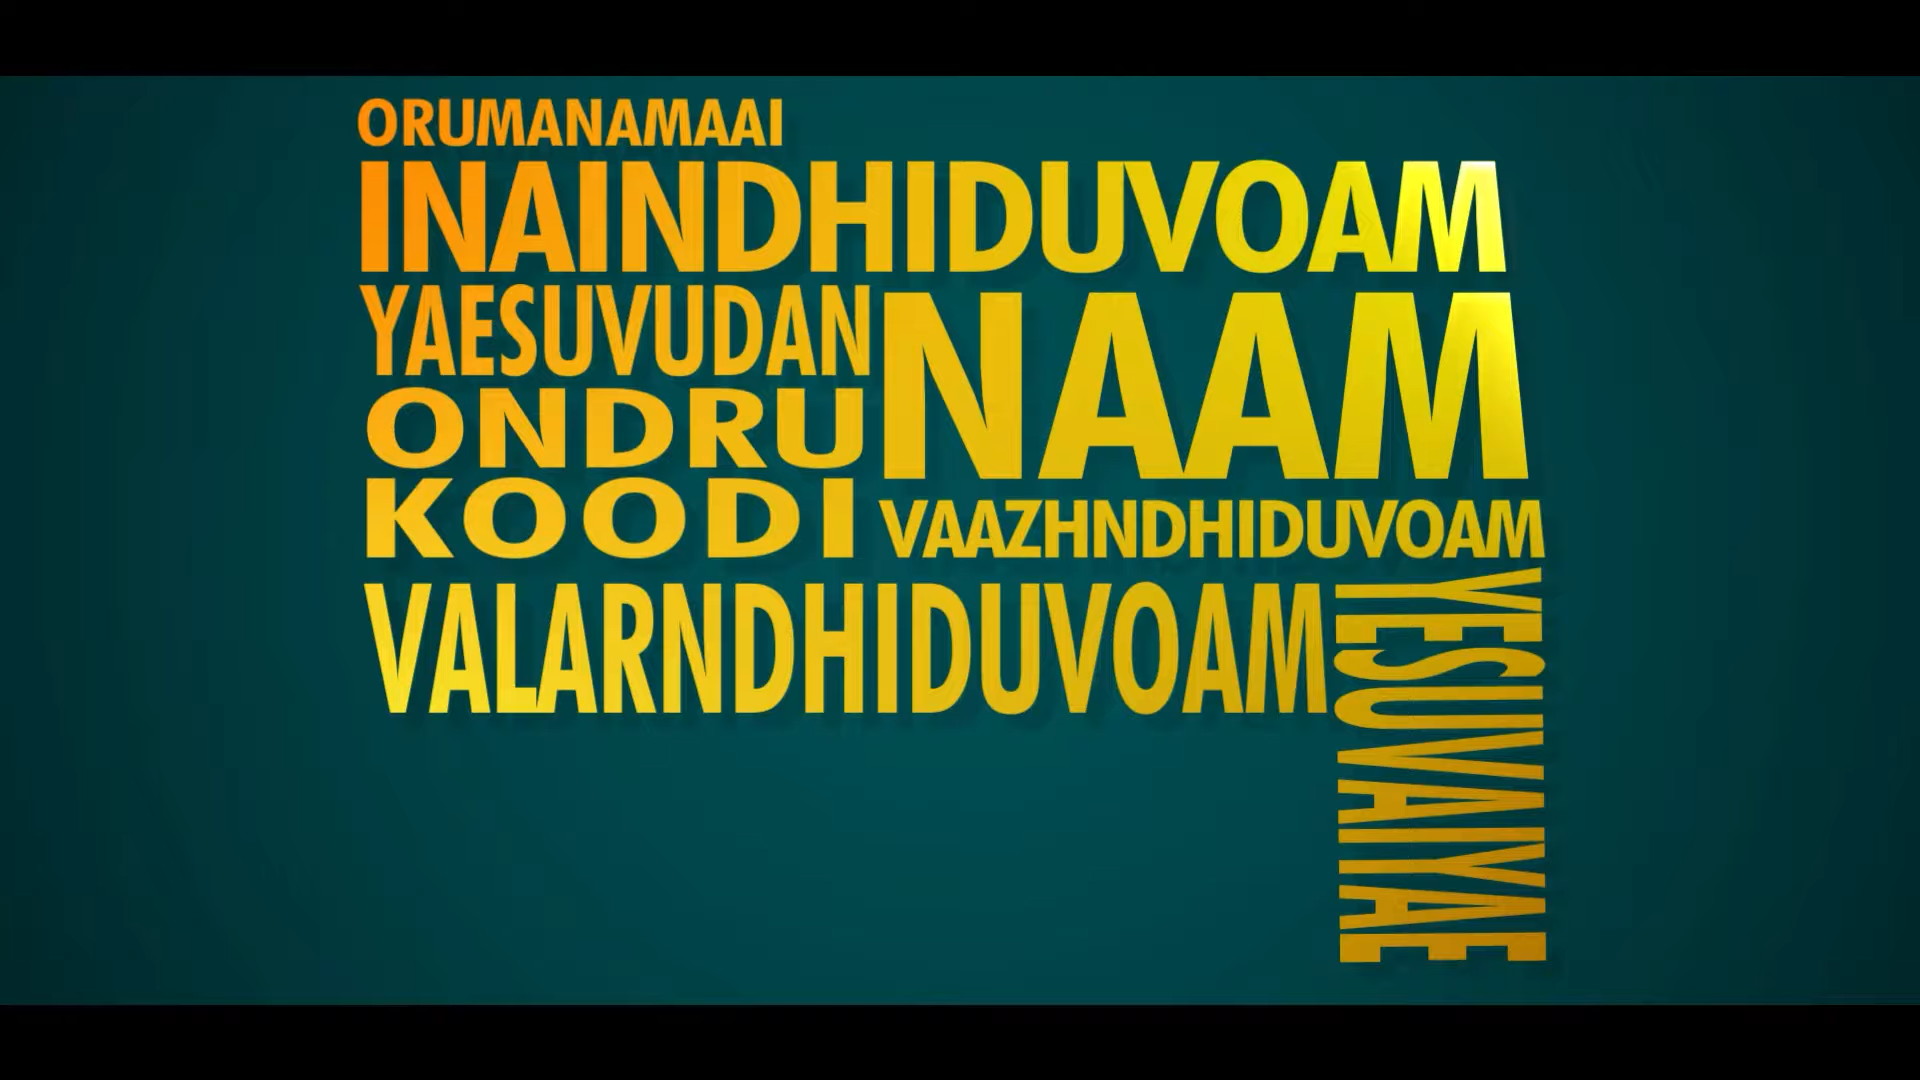 ORUMANAMAAI
INAINDHIDUVOAM
YAESUVUDAN
ONDRU
KOODI
NAAM
VAAZHNDHIDUVOAM
VALARNDHIDUVOAM
YESUVAIYAE